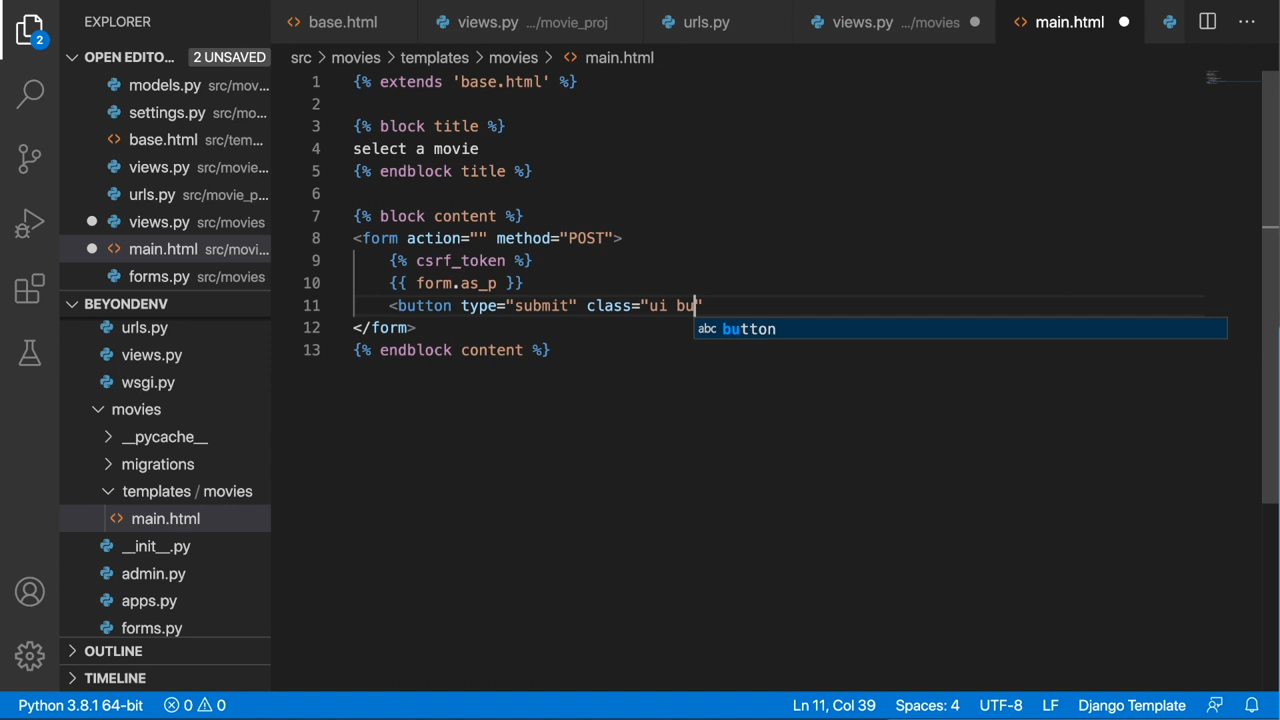 EXPLORER
base.html
views.py .../movie_proj
urls.py
views.py .../movies
main.html
2
OPEN EDITO...
2 UNSAVED
src > movies > templates > movies > main.html
models.py src/mov...
settings.py src/mo...
base.html src/tem...
views.py src/movie...
urls.py src/movie_p...
views.py src/movies
main.html src/movi...
forms.py src/movies
BEYONDENV
urls.py
views.py
wsgi.py
movies
__pycache__
migrations
templates / movies
main.html
__init__.py
admin.py
apps.py
forms.py
OUTLINE
TIMELINE
1 {% extends 'base.html' %}
2
3 {% block title %}
4 select a movie
5 {% endblock title %}
6
7 {% block content %}
8 <form action="" method="POST">
9 {% csrf_token %}
10 {{ form.as_p }}
11 <button type="submit" class="ui bu"
abc button
12 </form>
13 {% endblock content %}
Python 3.8.1 64-bit
0 0
Ln 11, Col 39
Spaces: 4
UTF-8
LF
Django Template